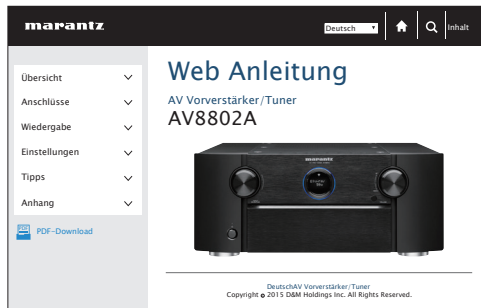 marantz
Deutsch
Inhalt
Übersicht
Anschlüsse
Wiedergabe
Einstellungen
Tipps
Anhang
PDF-Download
Web Anleitung
AV Vorverstärker/Tuner
AV8802A
marantz
DeutschAV Vorverstärker/Tuner
Copyright © 2015 D&M Holdings Inc. All Rights Reserved.